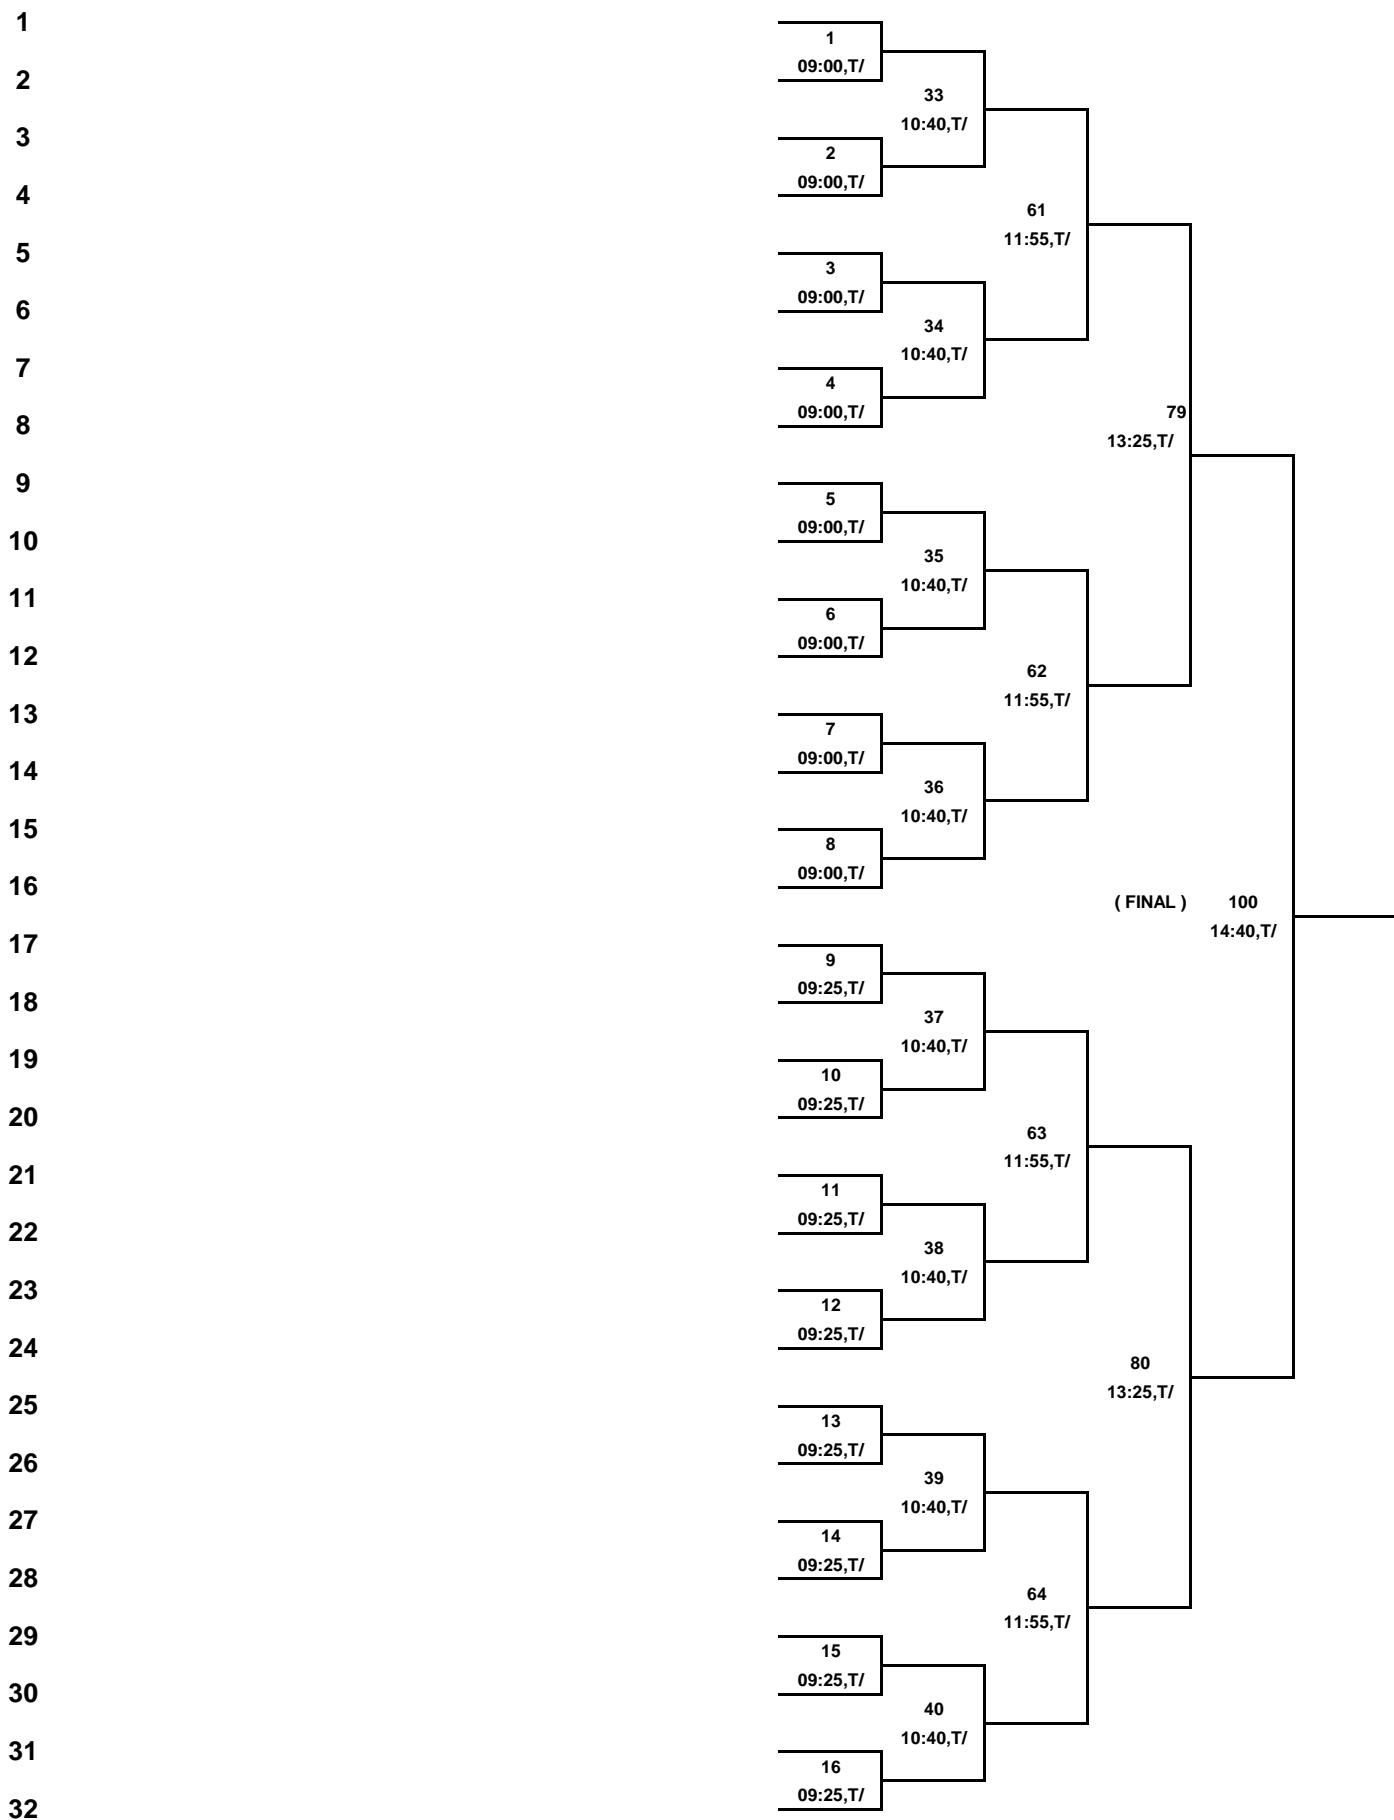 1
1
09:00,T/
2
33
10:40,T/
3
2
09:00,T/
4
61
11:55,T/
5
3
09:00,T/
6
34
10:40,T/
7
4
09:00,T/
8
79
13:25,T/
9
5
09:00,T/
10
35
10:40,T/
11
6
09:00,T/
12
62
11:55,T/
13
7
09:00,T/
14
36
10:40,T/
15
8
09:00,T/
16
( FINAL ) 100
14:40,T/
17
9
09:25,T/
18
37
10:40,T/
19
10
09:25,T/
20
63
11:55,T/
21
11
09:25,T/
22
38
10:40,T/
23
12
09:25,T/
24
80
13:25,T/
25
13
09:25,T/
26
39
10:40,T/
27
14
09:25,T/
28
64
11:55,T/
29
15
09:25,T/
30
40
10:40,T/
31
16
09:25,T/
32